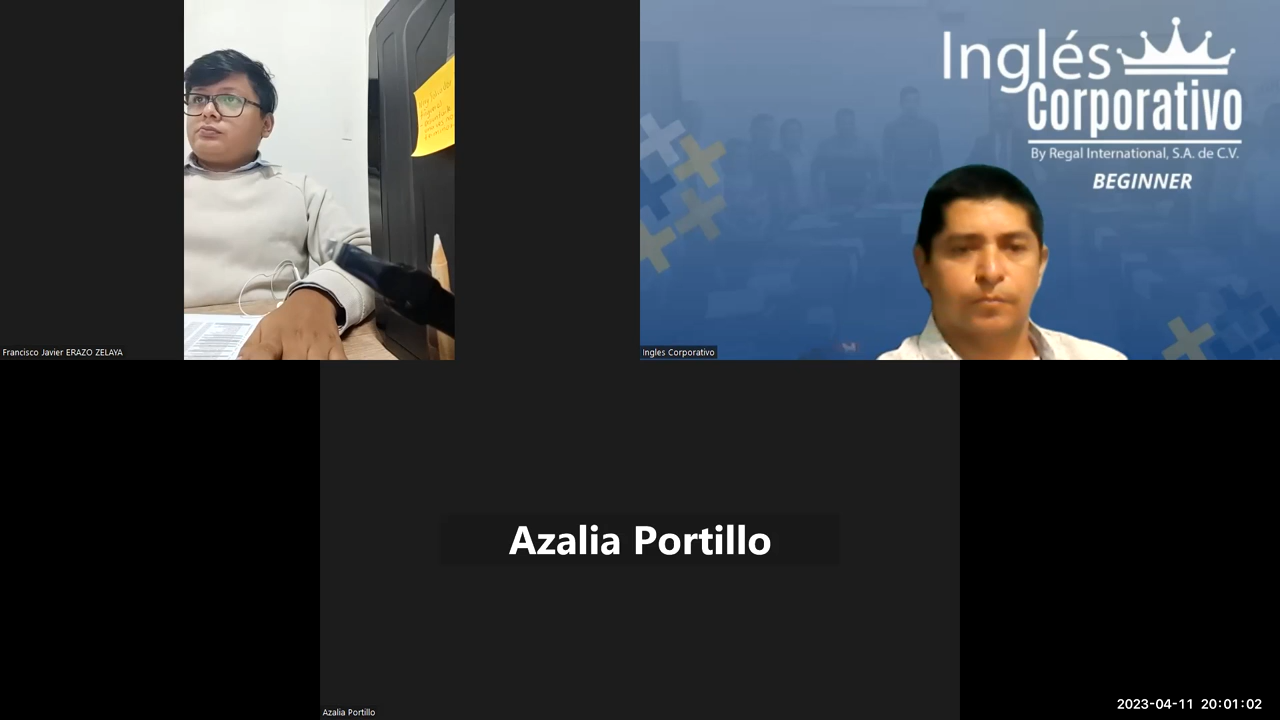 Francisco Javier ERAZO ZELAYA
Inglés
Corporativo
By Regal International, S.A. de C.V.
BEGINNER
Ingles Corporativo
Azalia Portillo
Azalia Portillo
2023-04-11 20:01:02